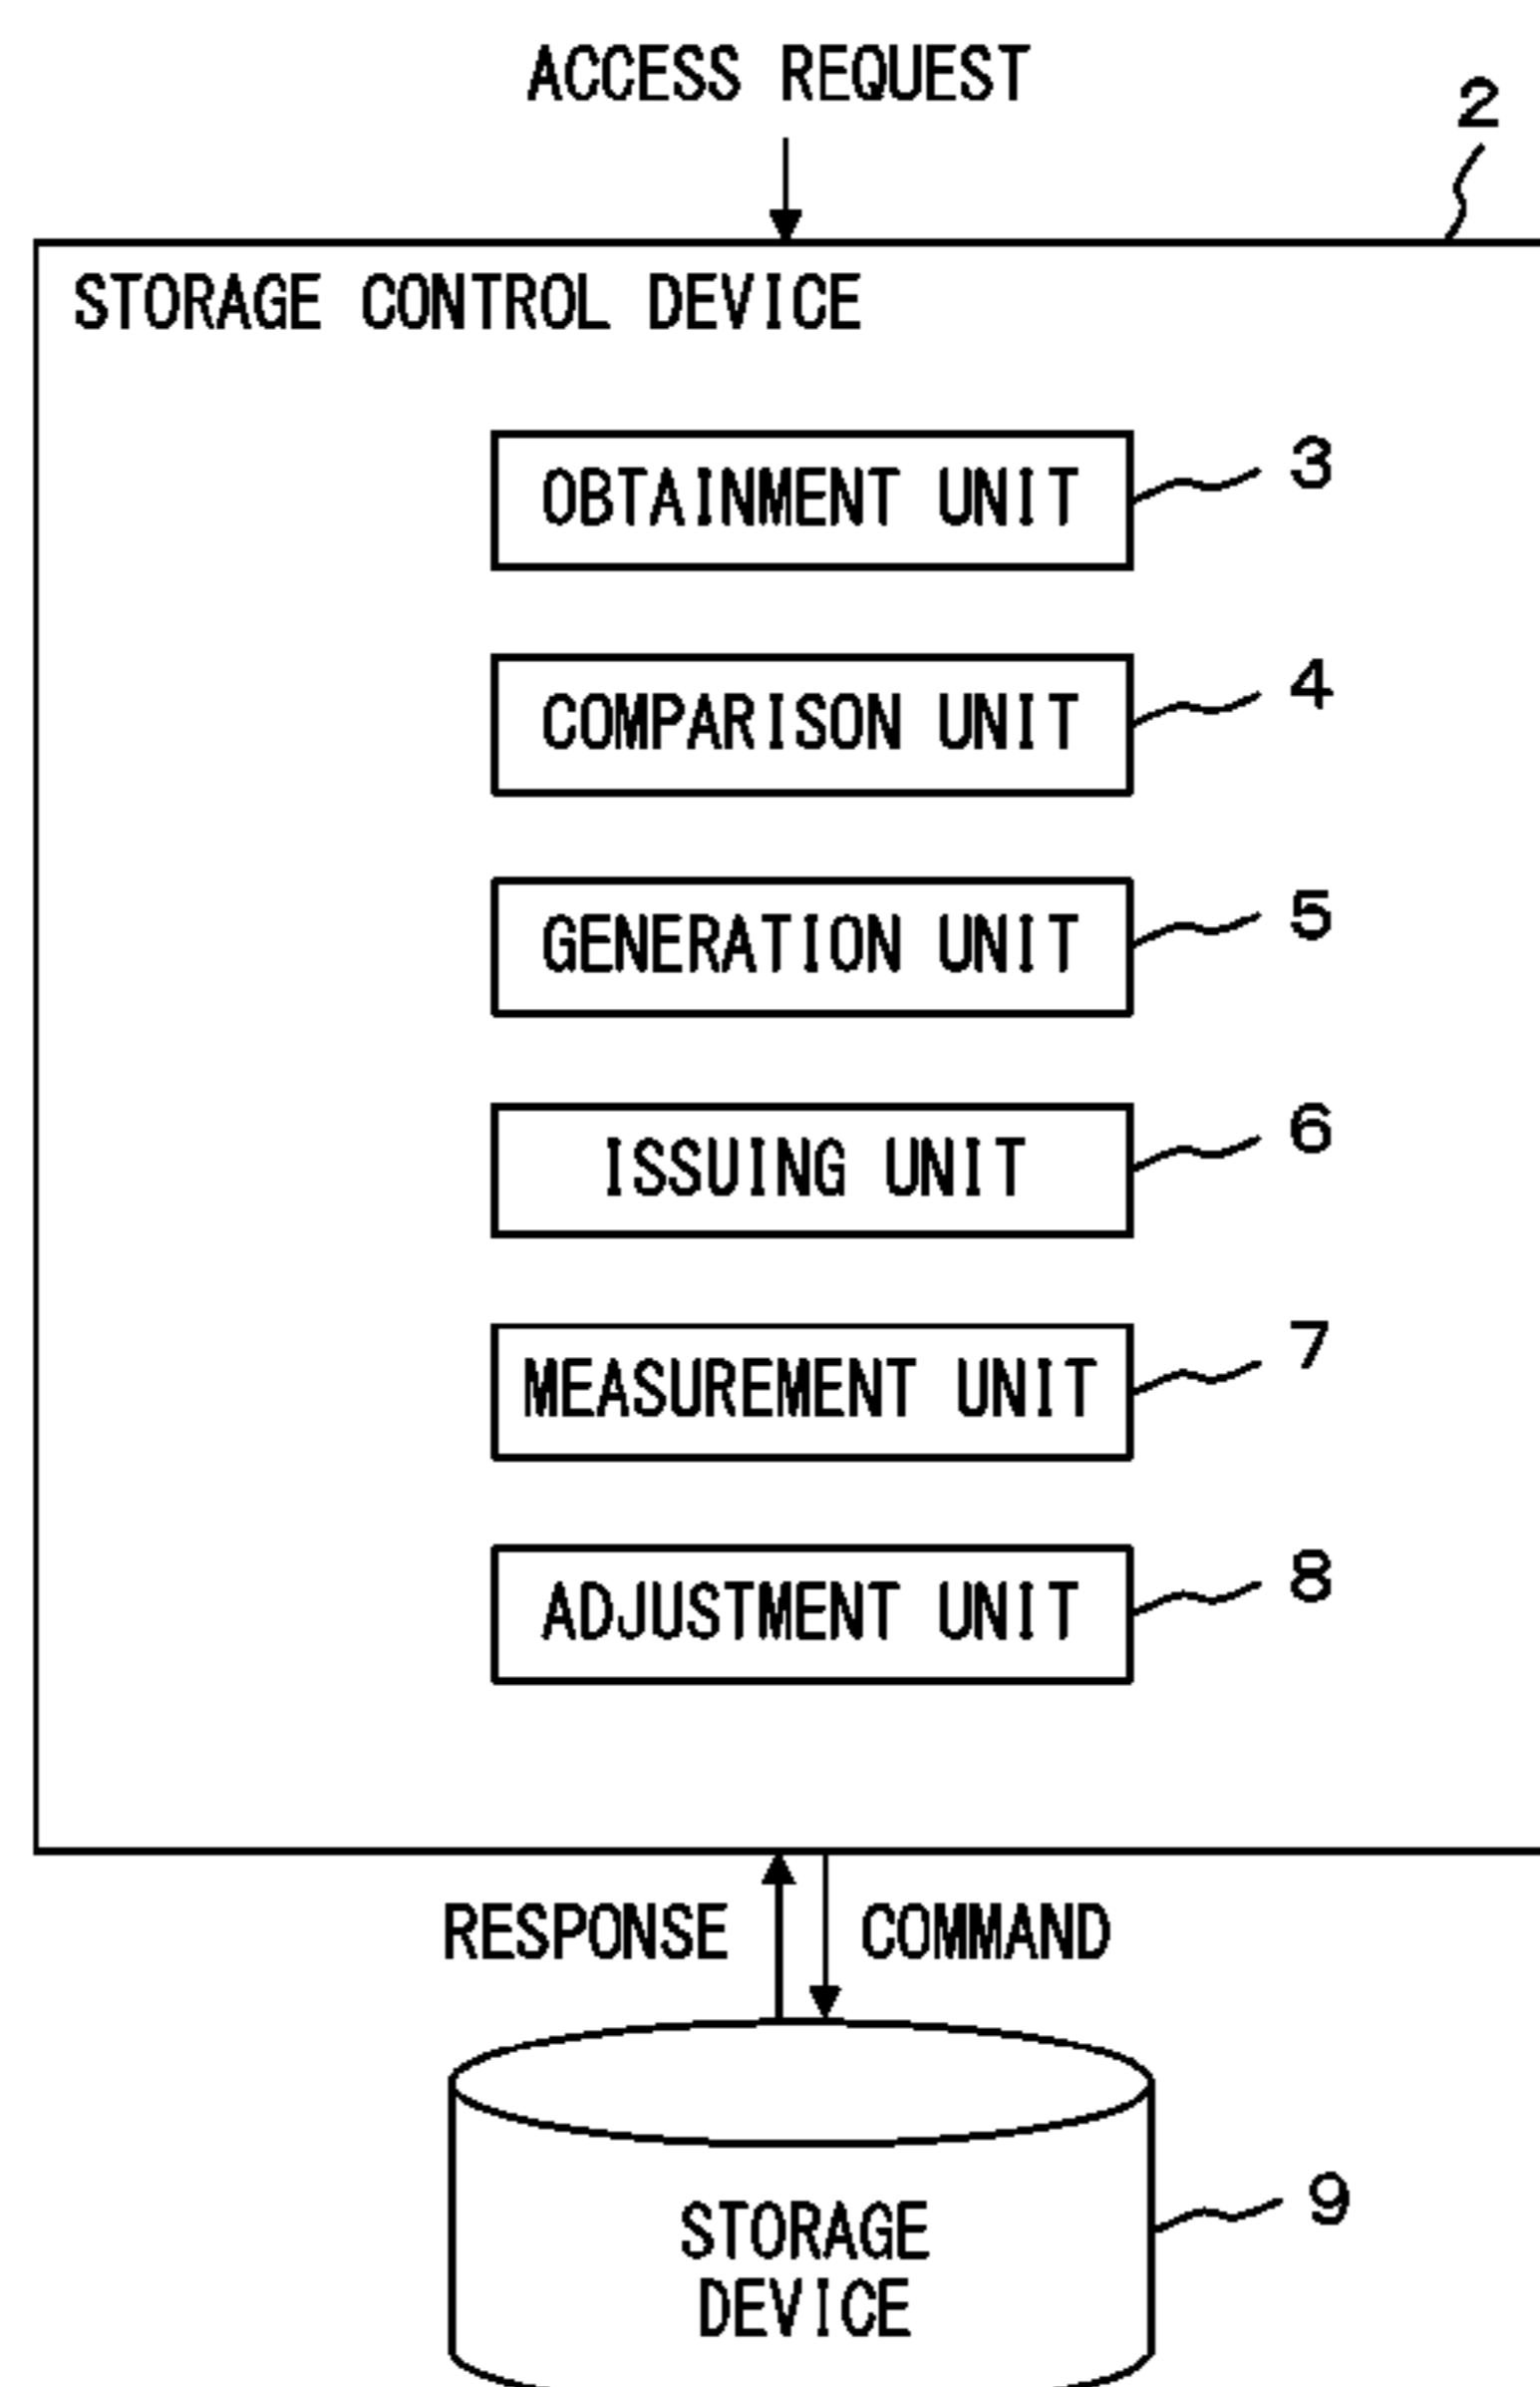 ACCESS REQUEST
2
STORAGE CONTROL DEVICE
OBTAINMENT UNIT 3
COMPARISON UNIT 4
GENERATION UNIT 5
ISSUING UNIT 6
MEASUREMENT UNIT 7
ADJUSTMENT UNIT 8
RESPONSE COMMAND
STORAGE 9
DEVICE